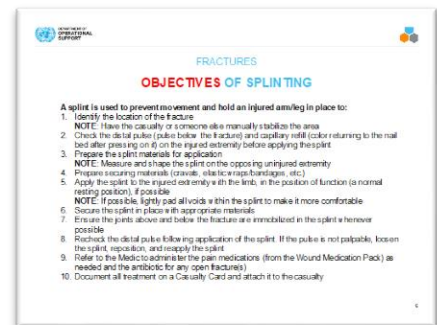 DEPARTMENT OF
OPERATIONAL
SUPPORT
FRACTURES
OBJECTIVES OF SPLINTING
A splint is used to prevent movement and hold an injured arm/leg in place to:
1. Identify the location of the fracture
NOTE: Have the casualty or someone else manually stabilize the area
2. Check the distal pulse (pulse below the fracture) and capillary refill (color returning to the nail
bed after pressing on it) on the injured extremity before applying the splint
3. Prepare the splint materials for application
NOTE: Measure and shape the splint on the opposing uninjured extremity
4. Prepare securing materials (cravats, elastic wraps/bandages, etc.)
5. Apply the splint to the injured extremity with the limb, in the position of function (a normal
resting position), if possible
NOTE: If possible, lightly pad all voids within the splint to make it more comfortable
6. Secure the splint in place with appropriate materials
7. Ensure the joints above and below the fracture are immobilized in the splint whenever
possible
8. Recheck the distal pulse following application of the splint. If the pulse is not palpable, loosen
the splint, reposition, and reapply the splint
9. Refer to the Medic to administer the pain medications (from the Wound Medication Pack) as
needed and the antibiotic for any open fracture(s)
10. Document all treatment on a Casualty Card and attach it to the casualty